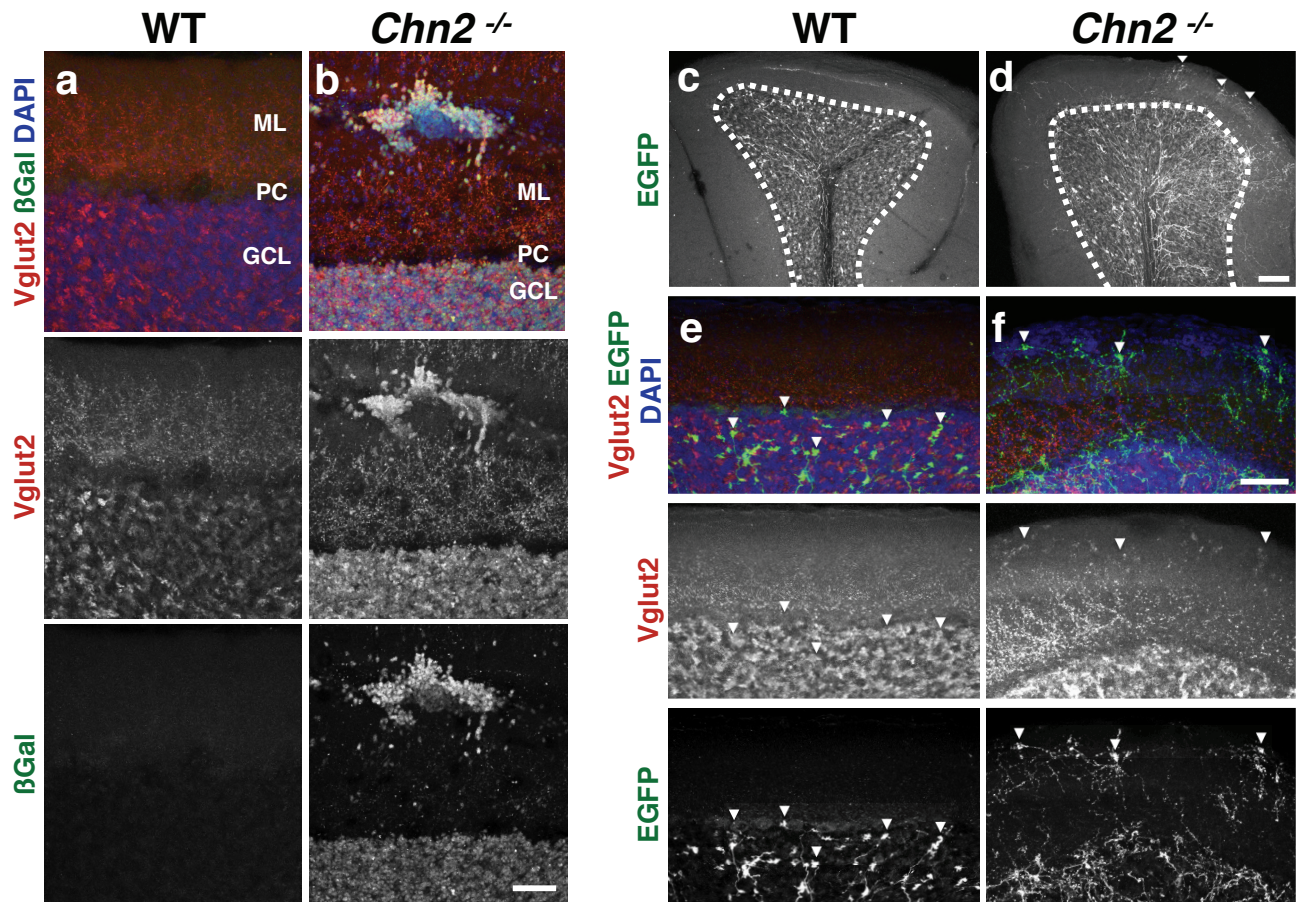 WT
Chn2 -/-
WT
Chn2 -/-
Vglut2 ßGal DAPI
a
ML
PC
GCL
b
ML
PC
GCL
Vglut2
ßGal
EGFP
c
d
Vglut2 EGFP
DAPI
e
f
Vglut2
EGFP